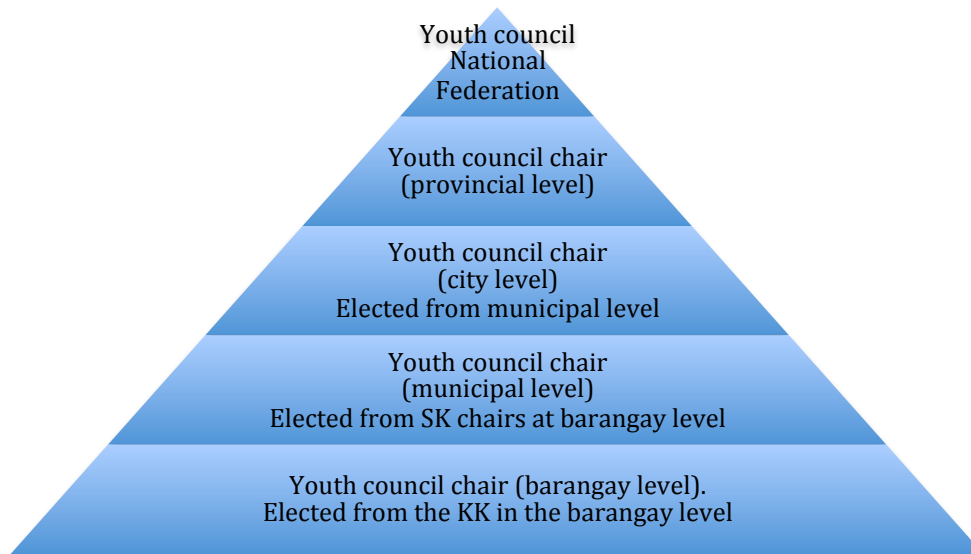 Youth council
National
Federation
Youth council chair
(provincial level)
Youth council chair
(city level)
Elected from municipal level
Youth council chair
(municipal level)
Elected from SK chairs at barangay level
Youth council chair (barangay level).
Elected from the KK in the barangay level